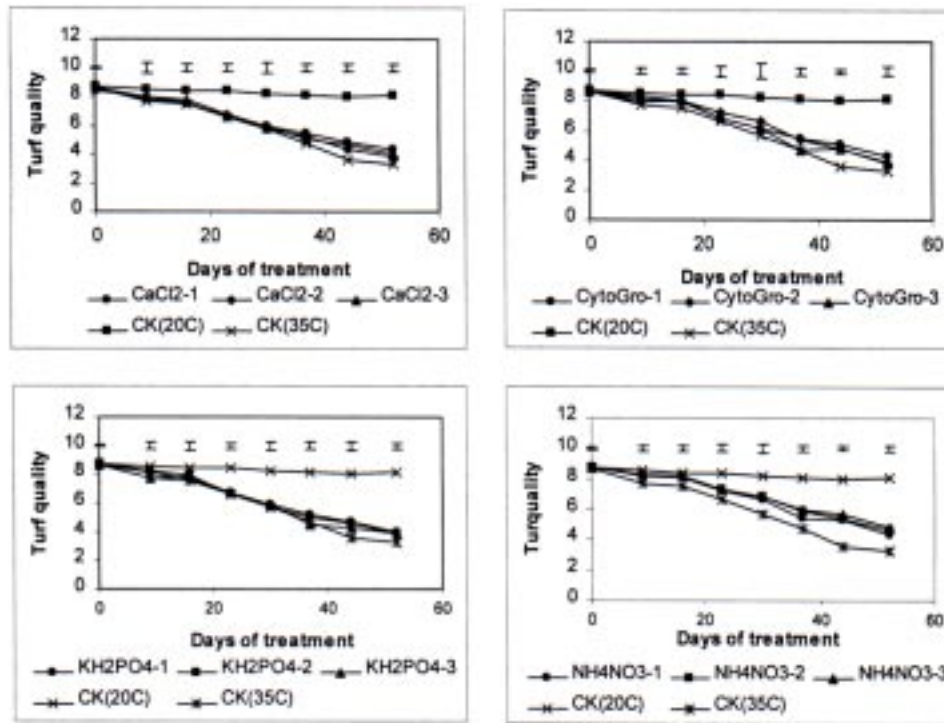 12
10
8
6
4
2
0
Turf quality
0 20 40 60
Days of treatment
CaCl2-1 CaCl2-2 CaCl2-3
CK(20C) CK(35C)
12
10
8
6
4
2
0
Turf quality
0 20 40 60
Days of treatment
CytoGro-1 CytoGro-2 CytoGro-3
CK(20C) CK(35C)
12
10
8
6
4
2
0
Turf quality
0 20 40 60
Days of treatment
KH2PO4-1 KH2PO4-2 KH2PO4-3
CK(20C) CK(35C)
12
10
8
6
4
2
0
Turquality
0 20 40 60
Days of treatment
NH4NO3-1 NH4NO3-2 NH4NO3-3
CK(20C) CK(35C)